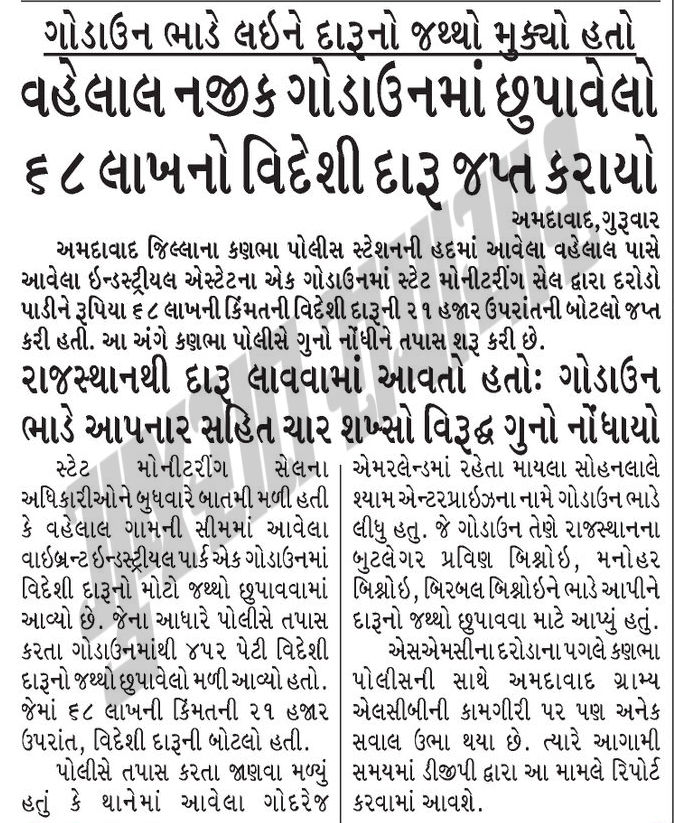 ગોડાઉન ભાડે લઇને દારૂનો જથ્થો મુક્યો હતો
વહેલાલ નજીક ગોડાઉનમાં છુપાવેલો
૬૮ લાખનો વિદેશી દારૂ જપ્ત કરાયો
અમદાવાદ,ગુરૂવાર
અમદાવાદ જિલ્લાના કણભા પોલીસ સ્ટેશનની હદમાં આવેલા વહેલાલ પાસે
આવેલા ઇન્ડસ્ટ્રીયલ એસ્ટેટના એક ગોડાઉનમાં સ્ટેટ મોનીટરીંગ સેલ દ્વારા દરોડો
પાડીને રૂપિયા ૬૮ લાખની કિંમતની વિદેશી દારૂની ૨૧ હજાર ઉપરાંતની બોટલો જપ્ત
કરી હતી. આ અંગે કણભા પોલીસે ગુનો નોંધીને તપાસ શરૂ કરી છે.
રાજસ્થાનથી દારૂ લાવવામાં આવતો હતોઃ ગોડાઉન
ભાડે આપનાર સહિત ચાર શખ્સો વિરૂદ્ધ ગુનો નોંધાયો
સ્ટેટ મોનીટરીંગ સેલના
અધિકારીઓને બુધવારે બાતમી મળી હતી
કે વહેલાલ ગામની સીમમાં આવેલા
વાઇબ્રન્ટ ઇન્ડસ્ટ્રીયલ પાર્ક એક ગોડાઉનમાં
વિદેશી દારૂનો મોટો જથ્થો છુપાવવામાં
આવ્યો છે. જેના આધારે પોલીસે તપાસ
કરતા ગોડાઉનમાંથી ૪૫૨ પેટી વિદેશી
દારૂનો જથ્થો છુપાવેલો મળી આવ્યો હતો.
જેમાં ૬૮ લાખની કિંમતની ૨૧ હજાર
ઉપરાંત, વિદેશી દારૂની બોટલો હતી.
પોલીસે તપાસ કરતા જાણવા મળ્યું
હતું કે થાનેમાં આવેલા ગોદરેજ
એમરલેન્ડમાં રહેતા માયલા સોહનલાલે
શ્યામ એન્ટરપ્રાઇઝના નામે ગોડાઉન ભાડે
લીધુ હતુ. જે ગોડાઉન તેણે રાજસ્થાનના
બુટલેગર પ્રવિણ બિશ્નોઇ, મનોહર
બિશ્નોઇ, બિરબલ બિશ્નોઇને ભાડે આપીને
દારૂનો જથ્થો છુપાવવા માટે આપ્યું હતું.
એસએમસીના દરોડાના પગલે કણભા
પોલીસની સાથે અમદાવાદ ગ્રામ્ય
એલસીબીની કામગીરી પર પણ અનેક
સવાલ ઉભા થયા છે. ત્યારે આગામી
સમયમાં ડીજીપી દ્વારા આ મામલે રિપોર્ટ
કરવામાં આવશે.
ગુજરાત સમાચાર